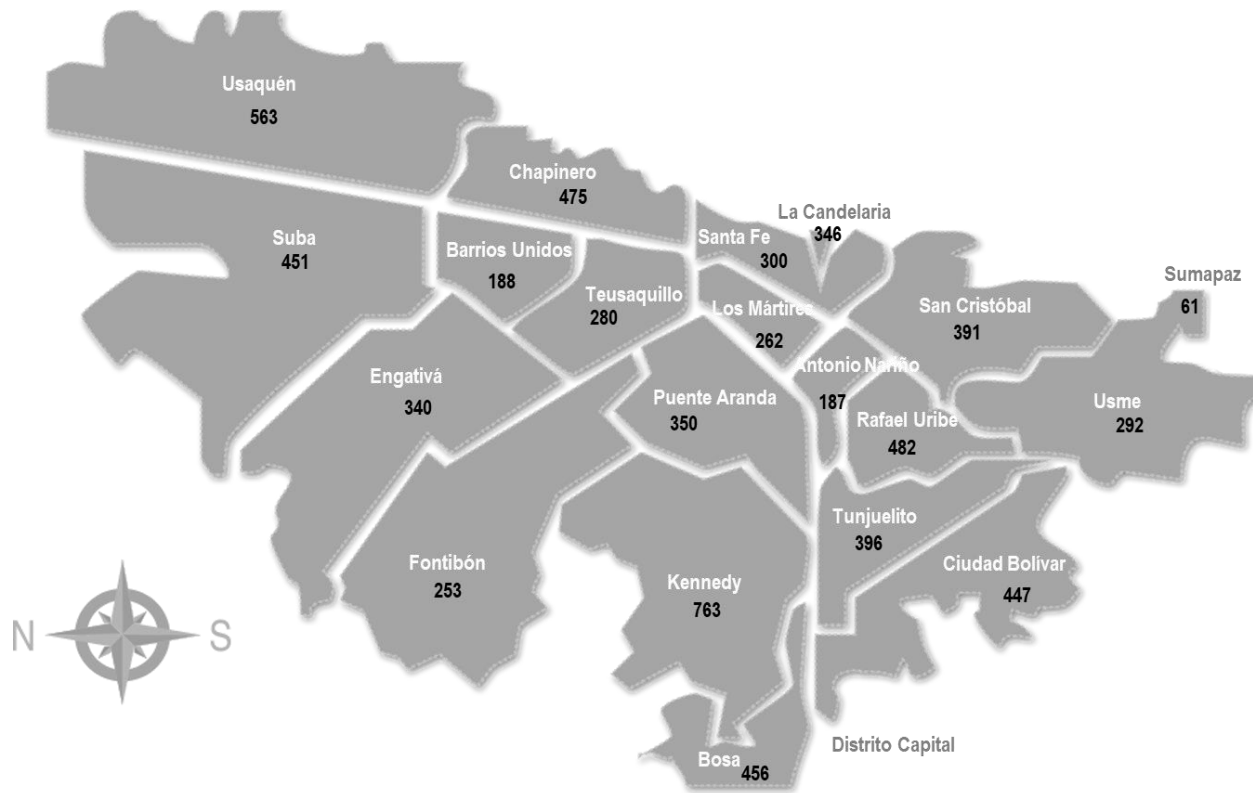 Usaquén
563
Chapinero
475
La Candelaria
346
Santa Fe
300
Suba
451
Barrios Unidos
188
Teusaquillo
280
Los Mártires
262
San Cristóbal
391
Sumapaz
61
Engativá
340
Puente Aranda
350
Antonio Nariño
187
Rafael Uribe
482
Usme
292
Fontibón
253
Kennedy
763
Tunjuelito
396
Ciudad Bolívar
447
N S
Bosa
456
Distrito Capital